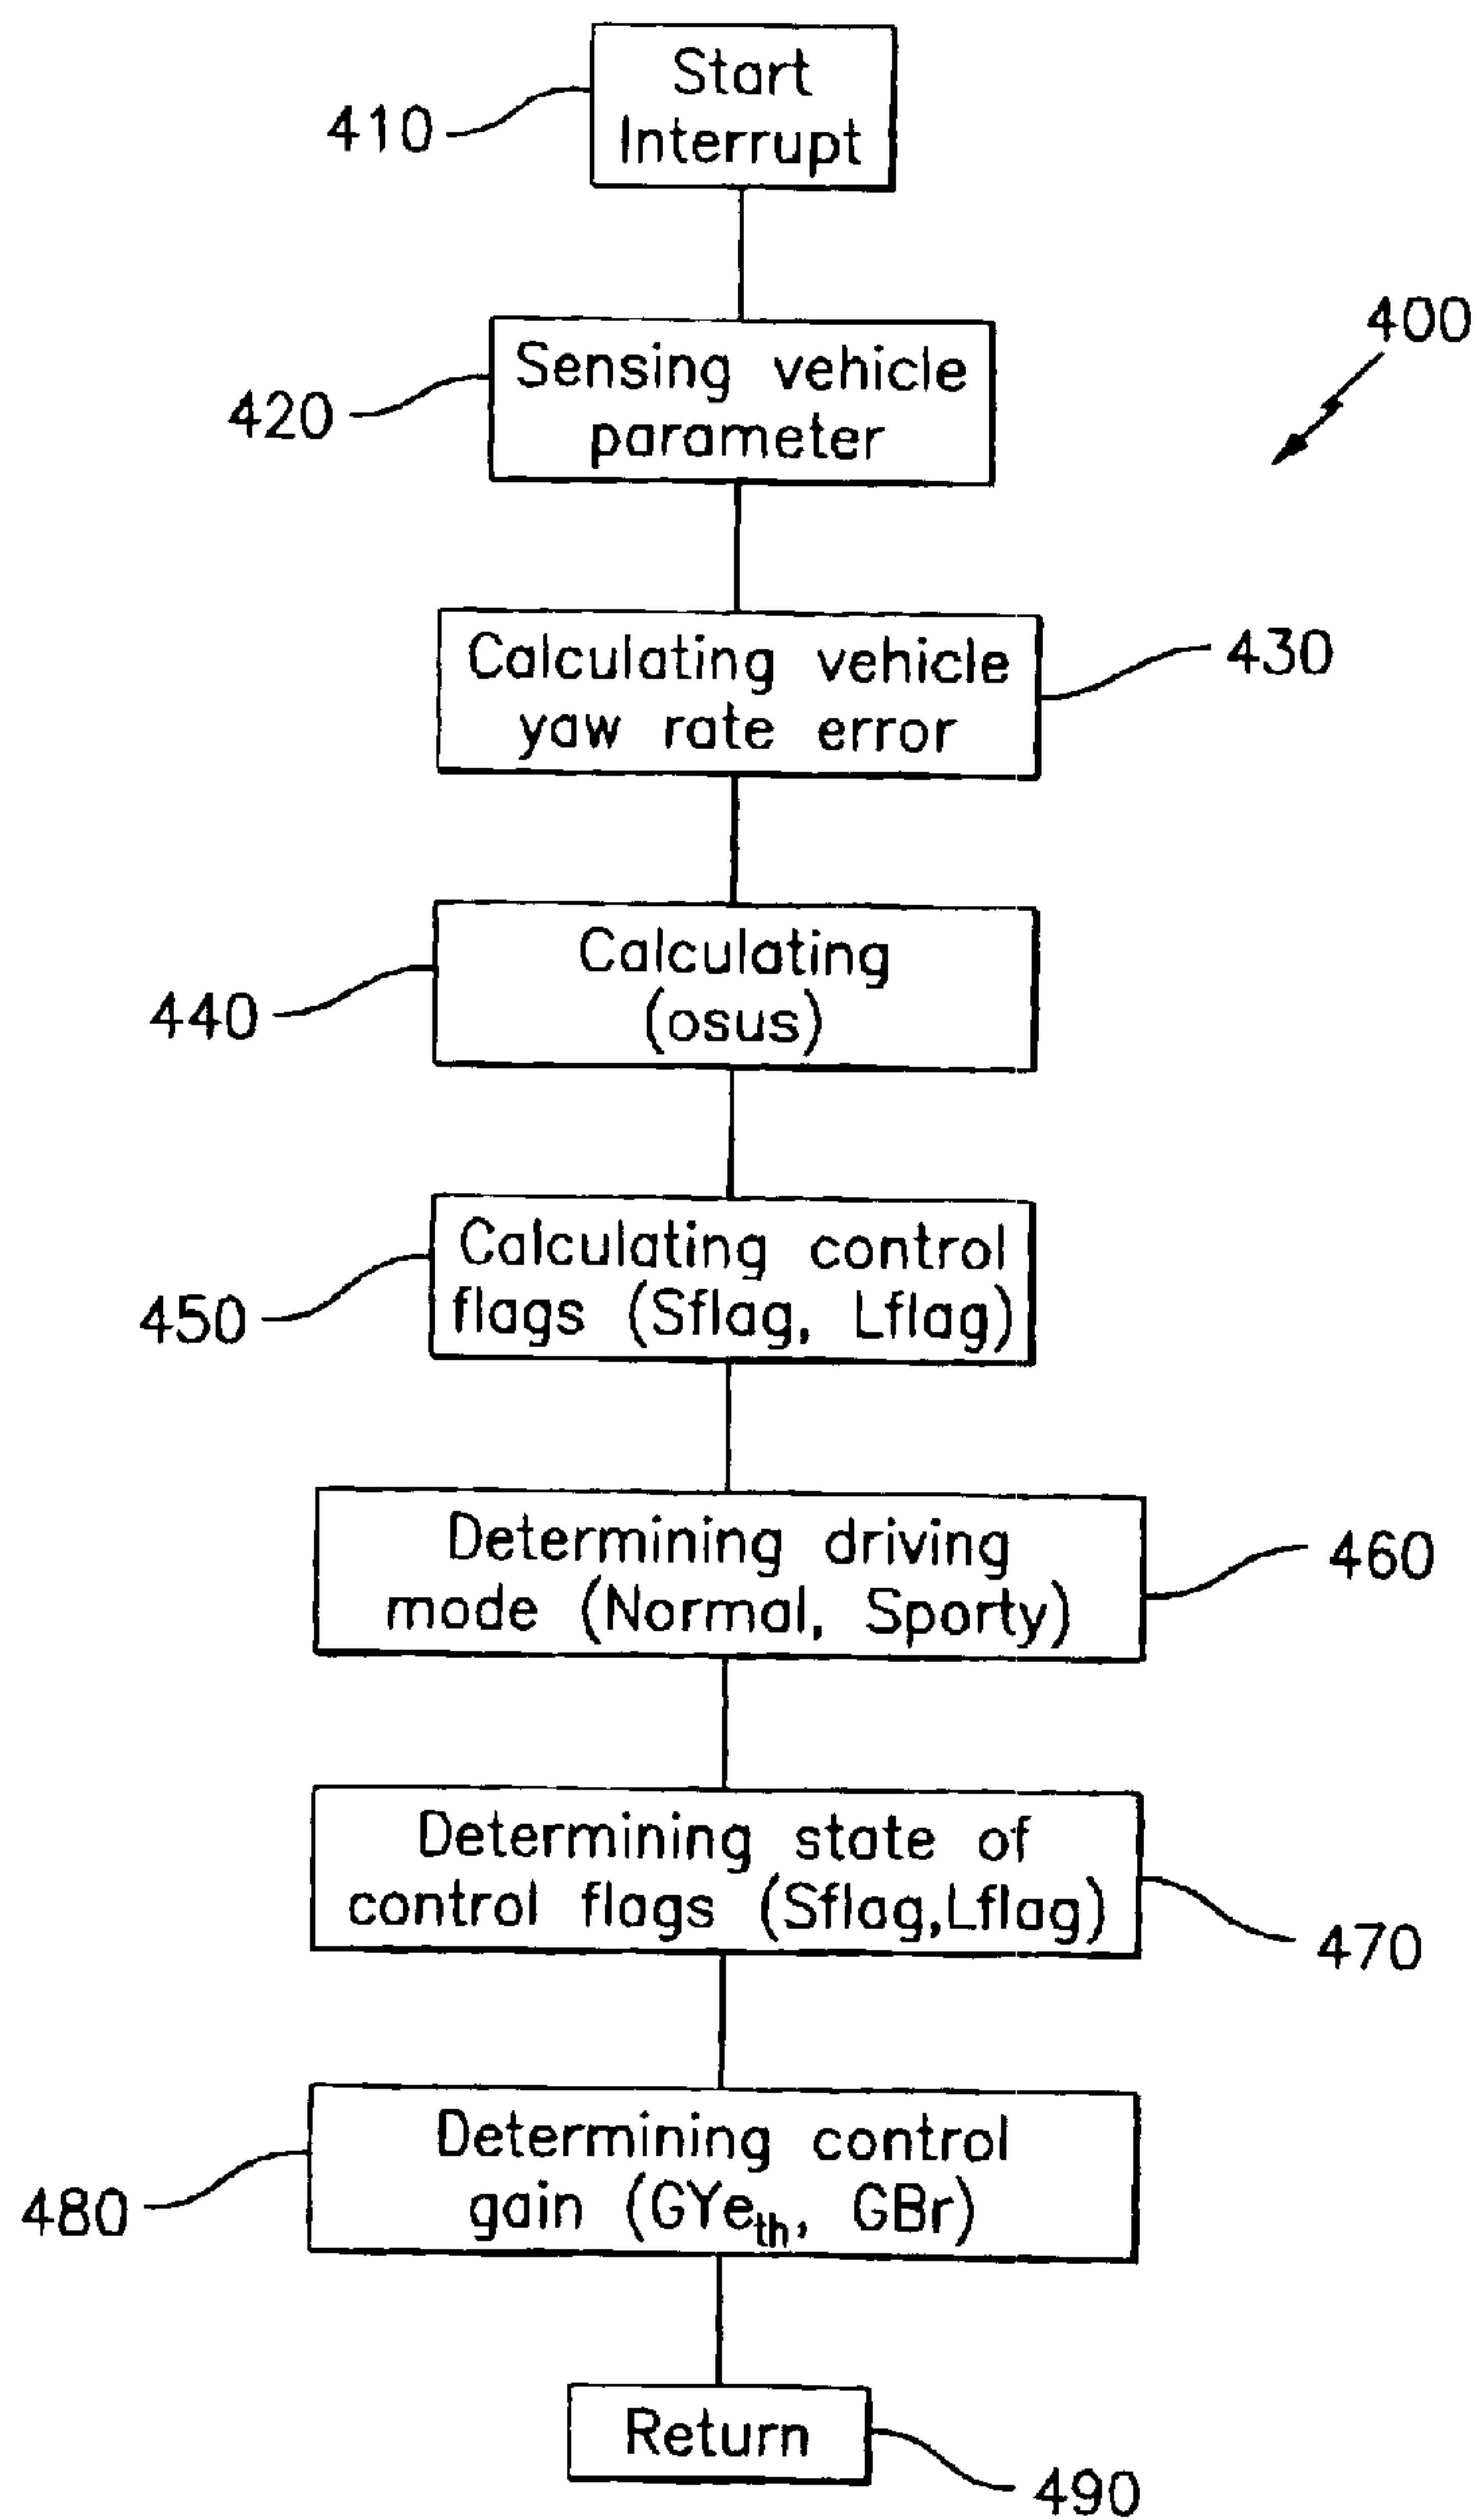 Start
Interrupt
410
400
Sensing vehicle
parameter
420
Calculating vehicle
yaw rate error
430
Calculating
(osus)
440
Calculating control
flags (Sflag, Lflag)
450
Determining driving
mode (Normal, Sporty)
460
Determining state of
control flags (Sflag,Lflag)
470
Determining control
gain (GYeth, GBr)
480
Return
490